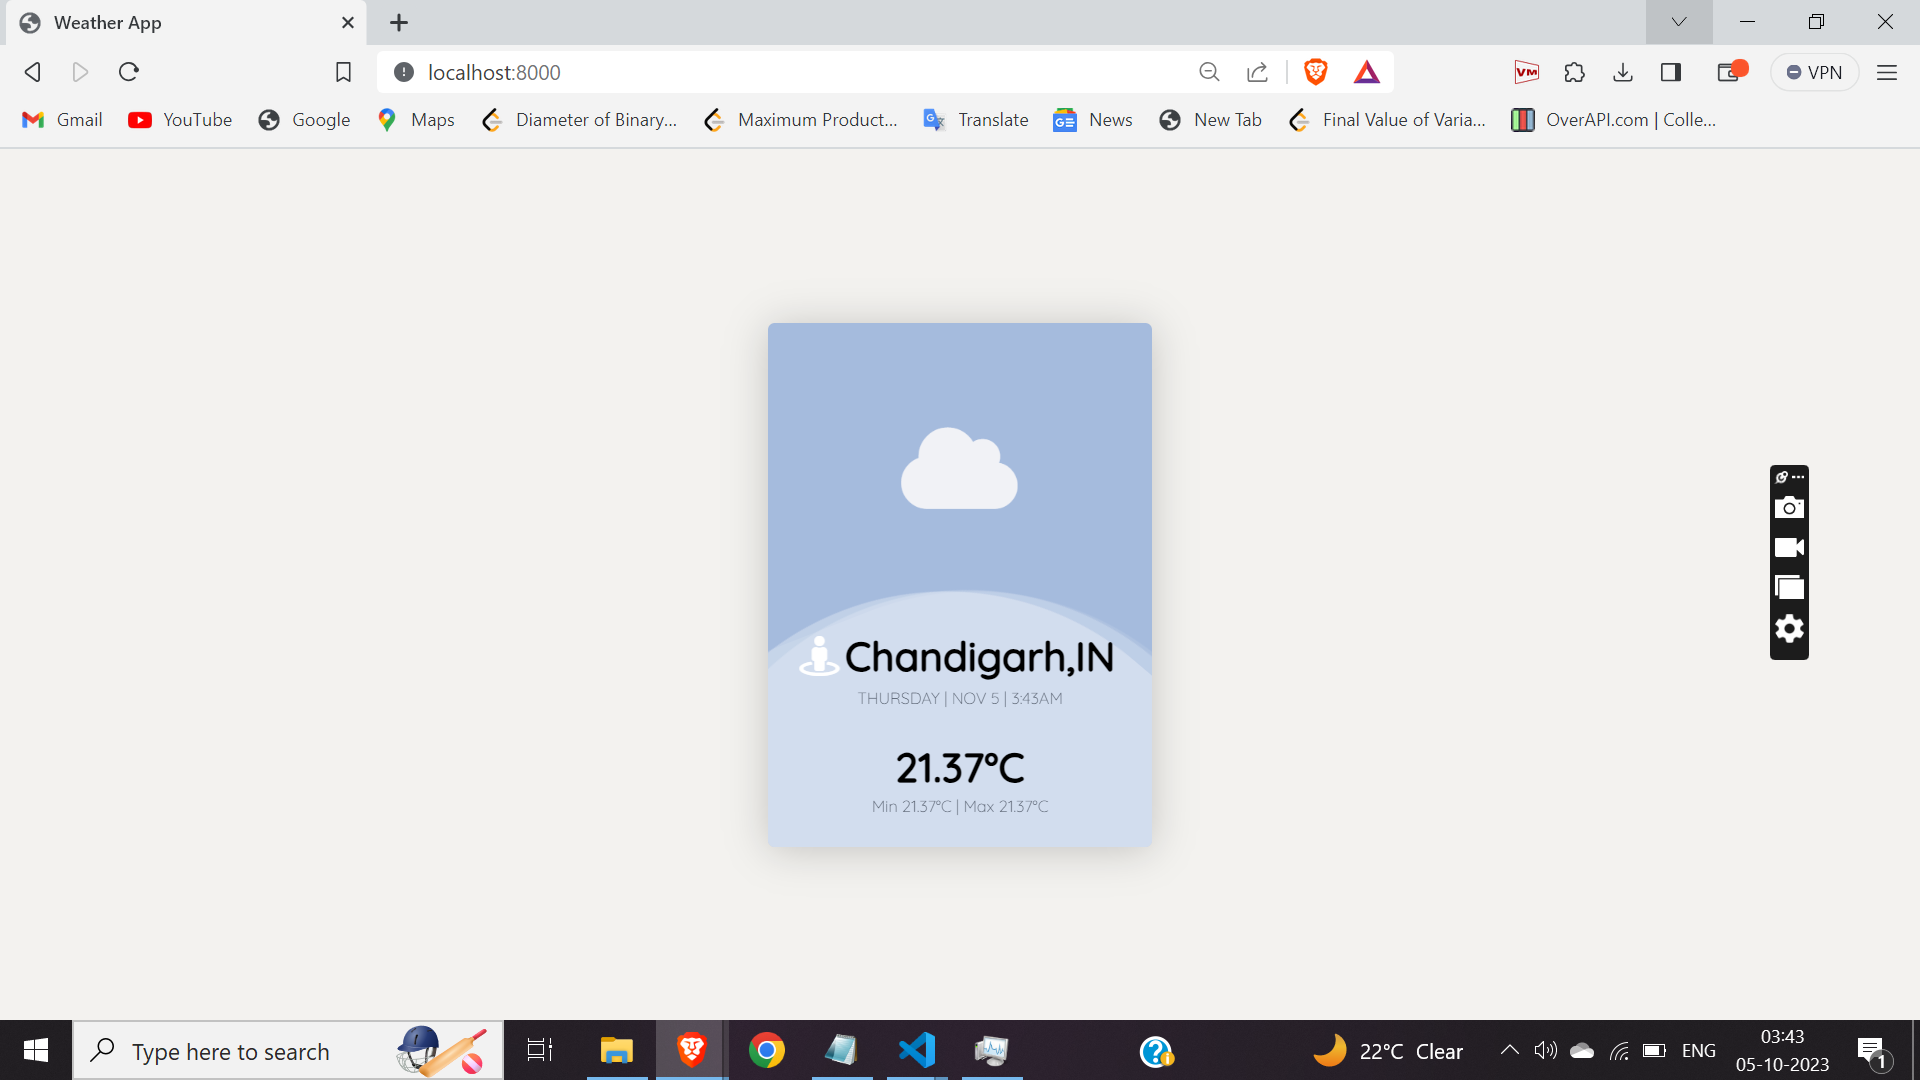 Weather App
localhost:8000
VM
VPN
Gmail
YouTube
Google
Maps
Diameter of Binary...
Maximum Product...
Translate
News
New Tab
Final Value of Varia...
OverAPI.com | Colle...
Chandigarh,IN
THURSDAY | NOV 5 | 3:43AM
21.37°C
Min 21.37°C | Max 21.37°C
Type here to search
22°C Clear
ENG
03:43
05-10-2023
1